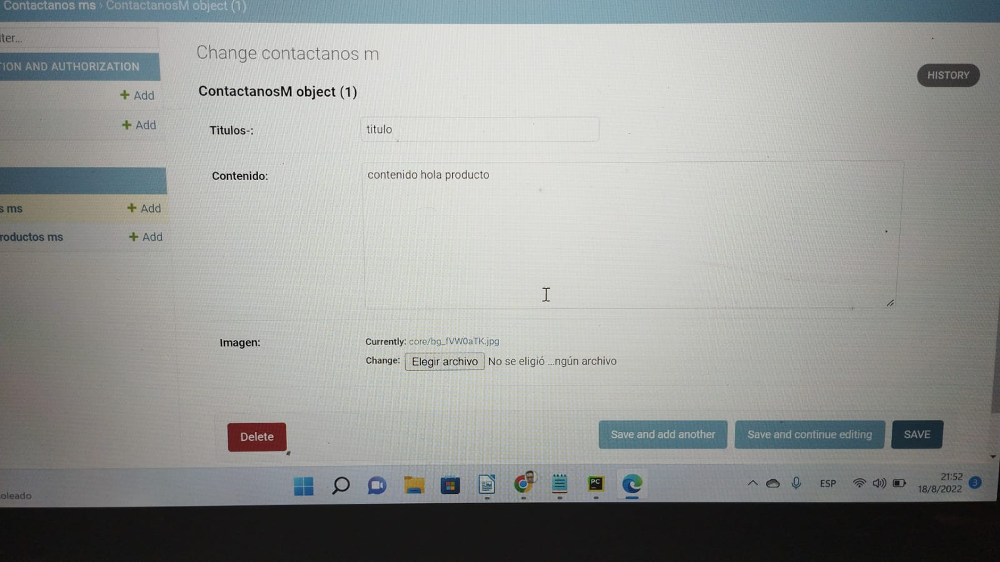 Contactanos ms › ContactanosM object (1)
lter...
TION AND AUTHORIZATION
+ Add
+ Add
s ms
+ Add
roductos ms
+ Add
Change contactanos m
HISTORY
ContactanosM object (1)
Titulos-:
titulo
Contenido:
contenido hola producto
Imagen:
Currently: core/bg_fVW0aTK.jpg
Change: Elegir archivo No se eligió ...ngún archivo
Delete
Save and add another
Save and continue editing
SAVE
oleado
PC
ESP
21:52
18/8/2022
3